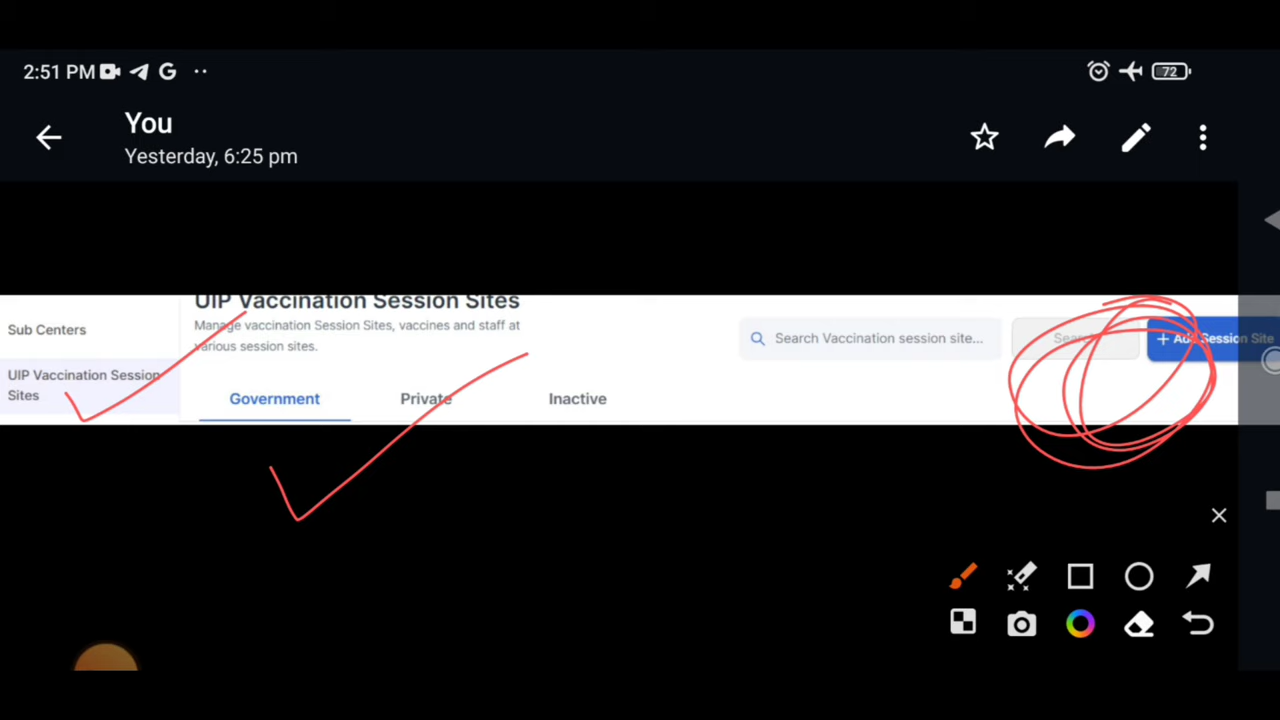 2:51 PM
72
You
Yesterday, 6:25 pm
UIP Vaccination Session Sites
Manage vaccination Session Sites, vaccines and staff at
various session sites.
Sub Centers
UIP Vaccination Session
Sites
Search Vaccination session site...
Search
+ Add Session Site
Government
Private
Inactive